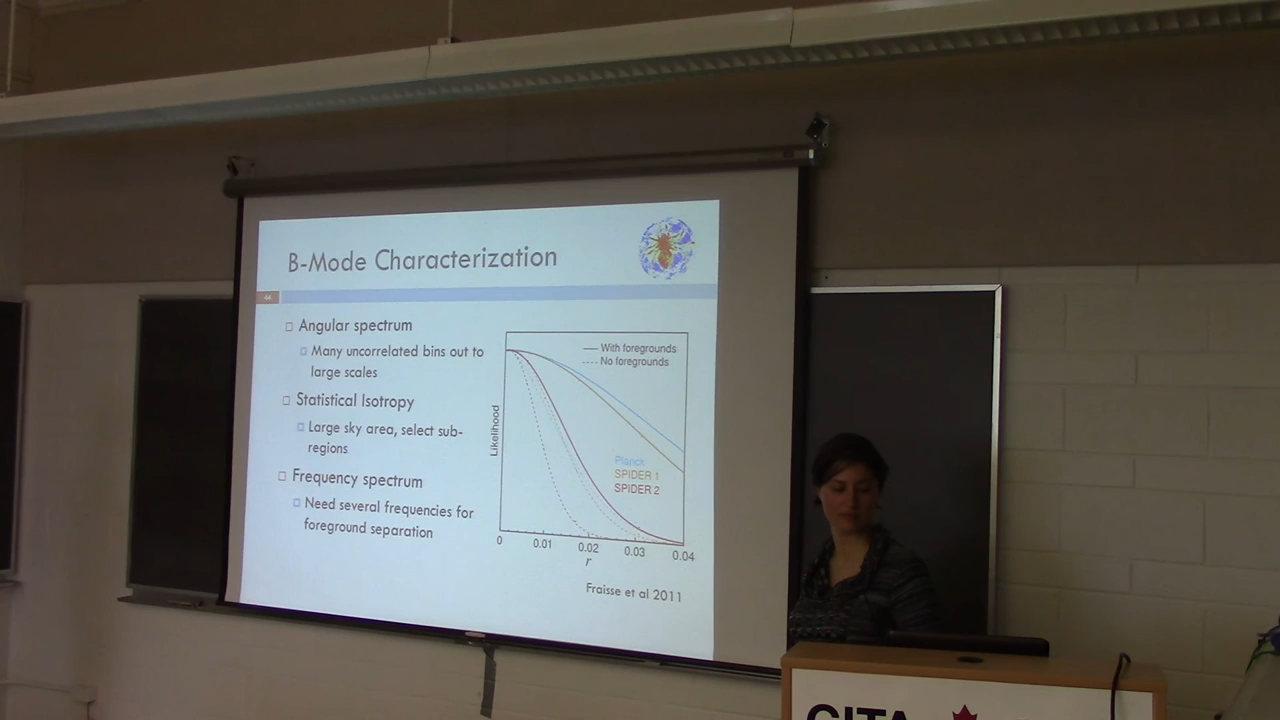 B-Mode Characterization
44
Angular spectrum
Many uncorrelated bins out to
large scales
Statistical Isotropy
Large sky area, select sub-
regions
Frequency spectrum
Need several frequencies for
foreground separation
With foregrounds
No foregrounds
Likelihood
Planck
SPIDER 1
SPIDER 2
0 0.01 0.02 0.03 0.04
r
Fraisse et al 2011
CITA